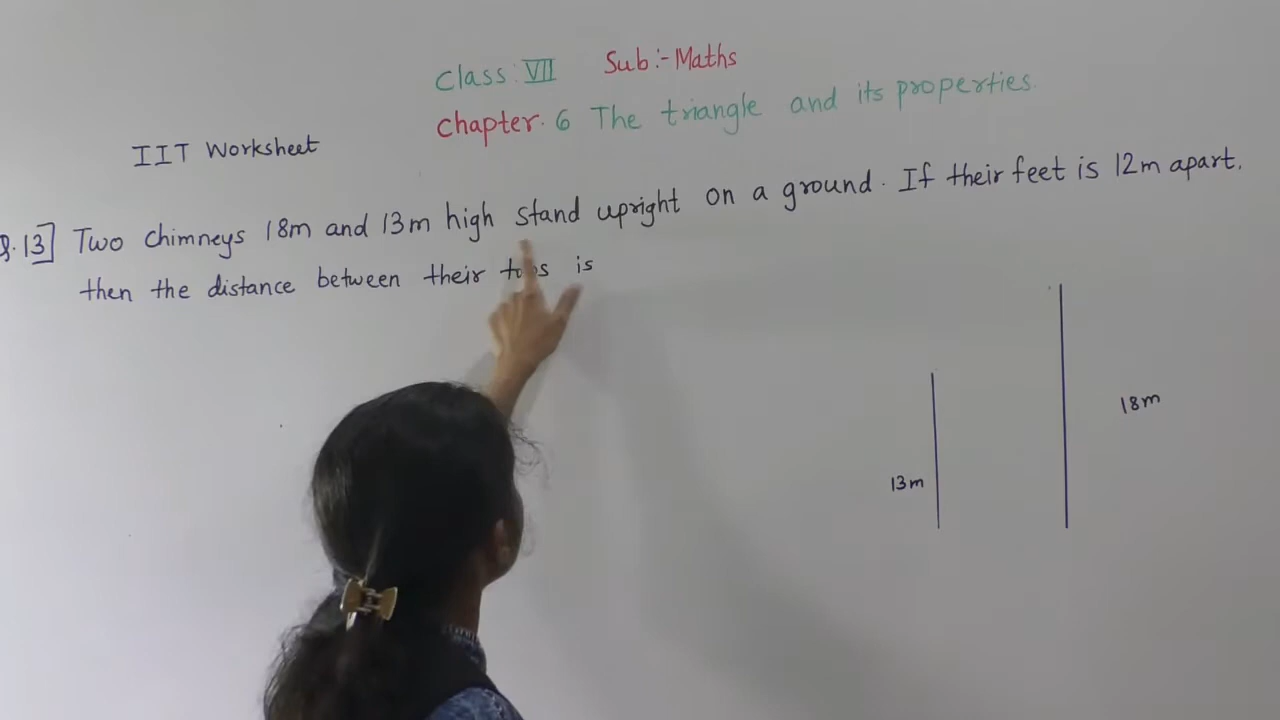 Class: VII Sub:- Maths
Chapter. 6 The triangle and its properties.
IIT Worksheet
Q.13] Two chimneys 18m and 13m high stand upright on a ground. If their feet is 12m apart.
then the distance between their tops is
18m
13m